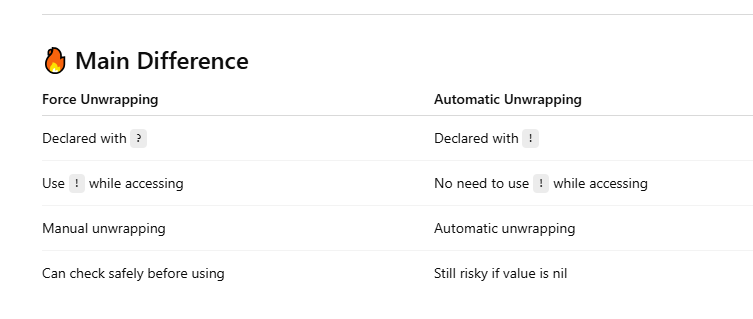 🔥 Main Difference
Force Unwrapping Automatic Unwrapping
Declared with ? Declared with !
Use ! while accessing No need to use ! while accessing
Manual unwrapping Automatic unwrapping
Can check safely before using Still risky if value is nil